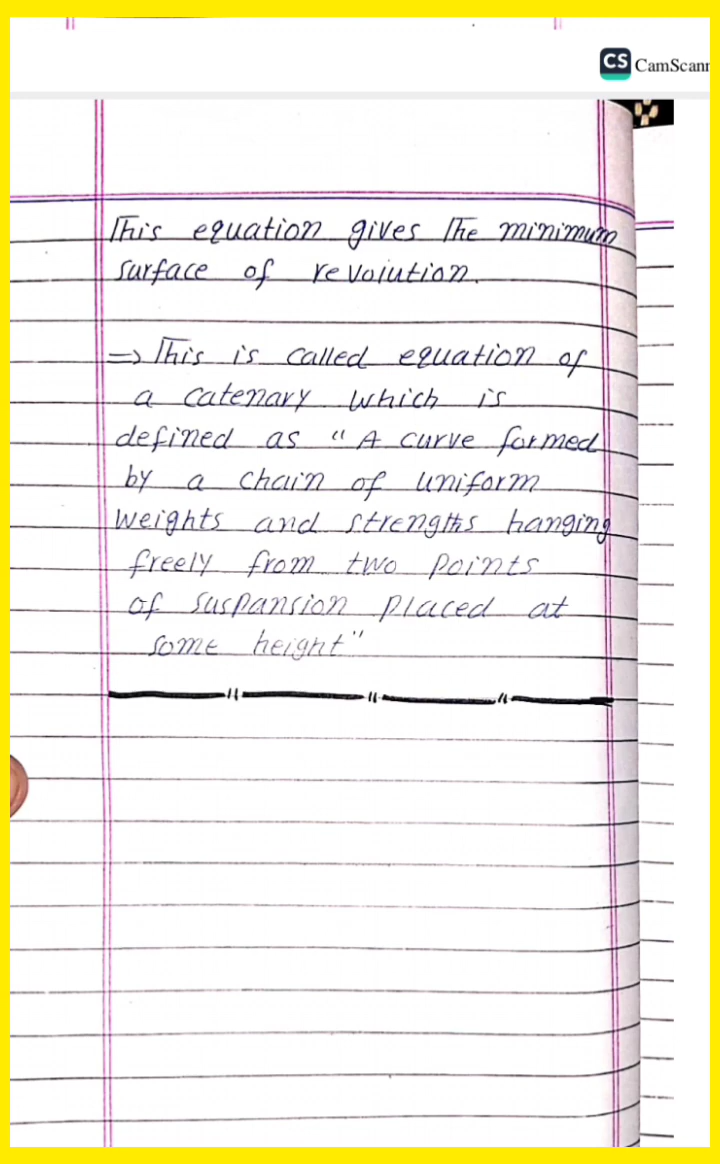 CS CamScann
This equation gives The minimum
surface of revolution.
=> This is called equation of
a catenary which is
defined as "A curve formed
by a chain of uniform
weights and strengths hanging
freely from two points
of suspansion placed at
some height"